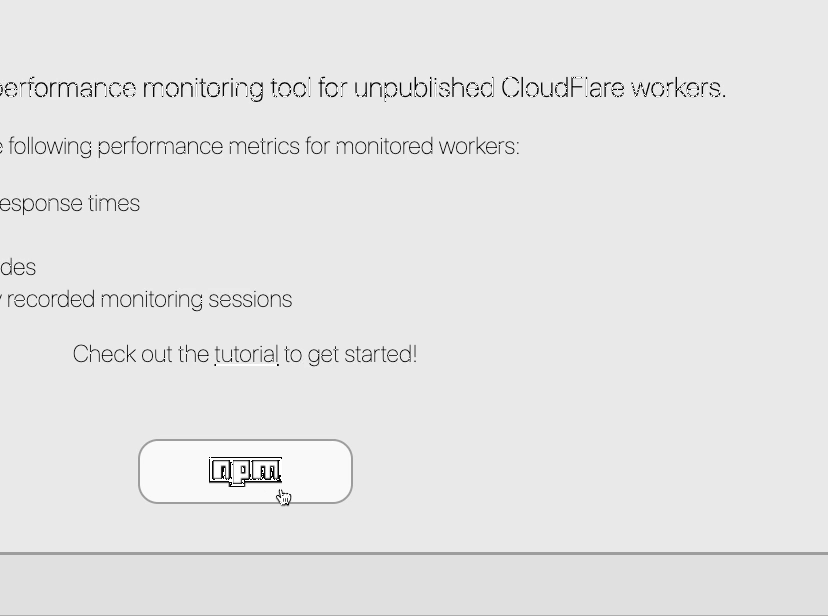 performance monitoring tool for unpublished CloudFlare workers.
following performance metrics for monitored workers:
esponse times
des
recorded monitoring sessions
Check out the tutorial to get started!
npm